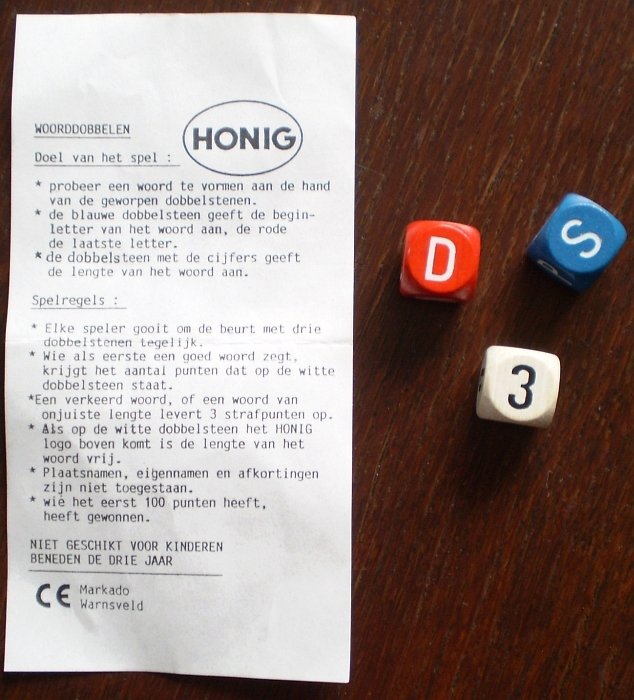 HONIG
WOORDDOBBELEN
Doel van het spel :
* probeer een woord te vormen aan de hand
van de geworpen dobbelstenen.
* de blauwe dobbelsteen geeft de begin-
letter van het woord aan, de rode
de laatste letter.
* de dobbelsteen met de cijfers geeft
de lengte van het woord aan.
Spelregels :
* Elke speler gooit om de beurt met drie
dobbelstenen tegelijk.
* Wie als eerste een goed woord zegt,
krijgt het aantal punten dat op de witte
dobbelsteen staat.
*Een verkeerd woord, of een woord van
onjuiste lengte levert 3 strafpunten op.
* Als op de witte dobbelsteen het HONIG
logo boven komt is de lengte van het
woord vrij.
* Plaatsnamen, eigennamen en afkortingen
zijn niet toegestaan.
* wie het eerst 100 punten heeft,
heeft gewonnen.
NIET GESCHIKT VOOR KINDEREN
BENEDEN DE DRIE JAAR
CE Markado
Warnsveld
D
S
3